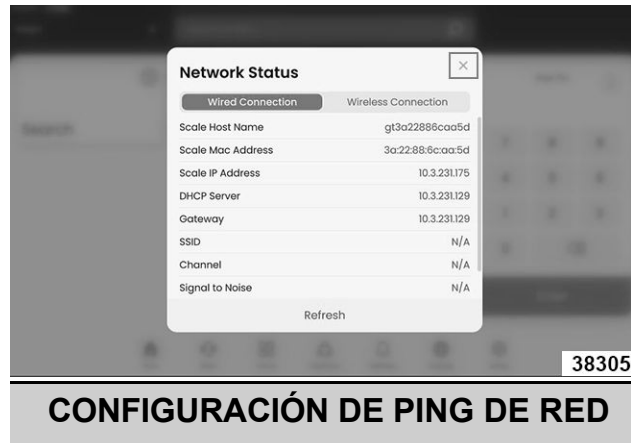 Network Status
Wired Connection Wireless Connection
Scale Host Name gt3a22886caa5d
Scale Mac Address 3a:22:88:6c:aa:5d
Scale IP Address 10.3.231.175
DHCP Server 10.3.231.129
Gateway 10.3.231.129
SSID N/A
Channel N/A
Signal to Noise N/A
Refresh
38305
CONFIGURACIÓN DE PING DE RED